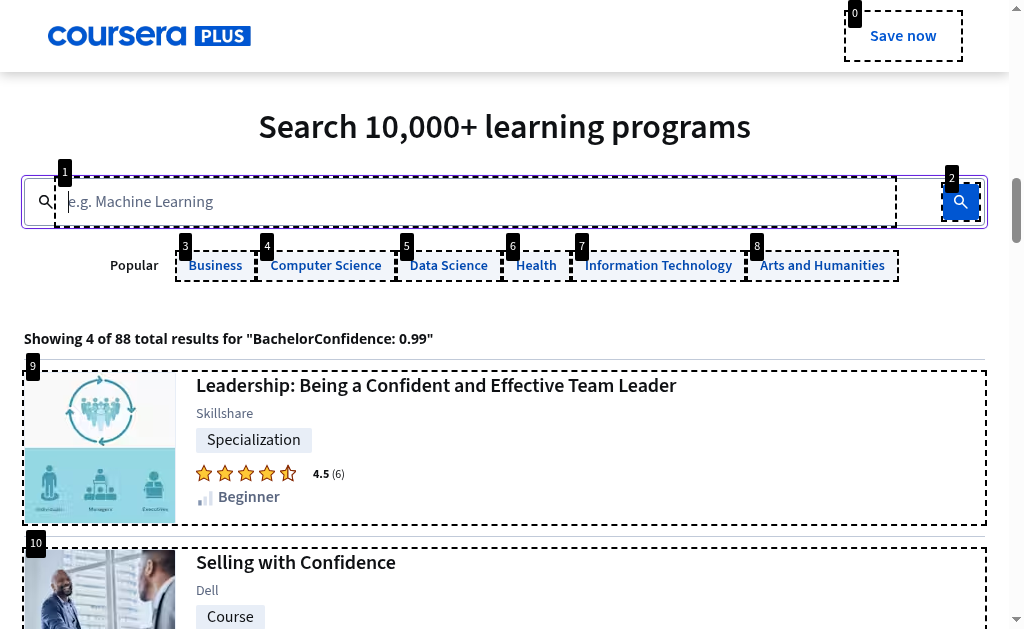 coursera PLUS
0
Save now
Search 10,000+ learning programs
1
e.g. Machine Learning
2
Popular
3
Business
4
Computer Science
5
Data Science
6
Health
7
Information Technology
8
Arts and Humanities
Showing 4 of 88 total results for "BachelorConfidence: 0.99"
9
Leadership: Being a Confident and Effective Team Leader
Skillshare
Specialization
4.5 (6)
Beginner
Managers
Executives
10
Selling with Confidence
Dell
Course